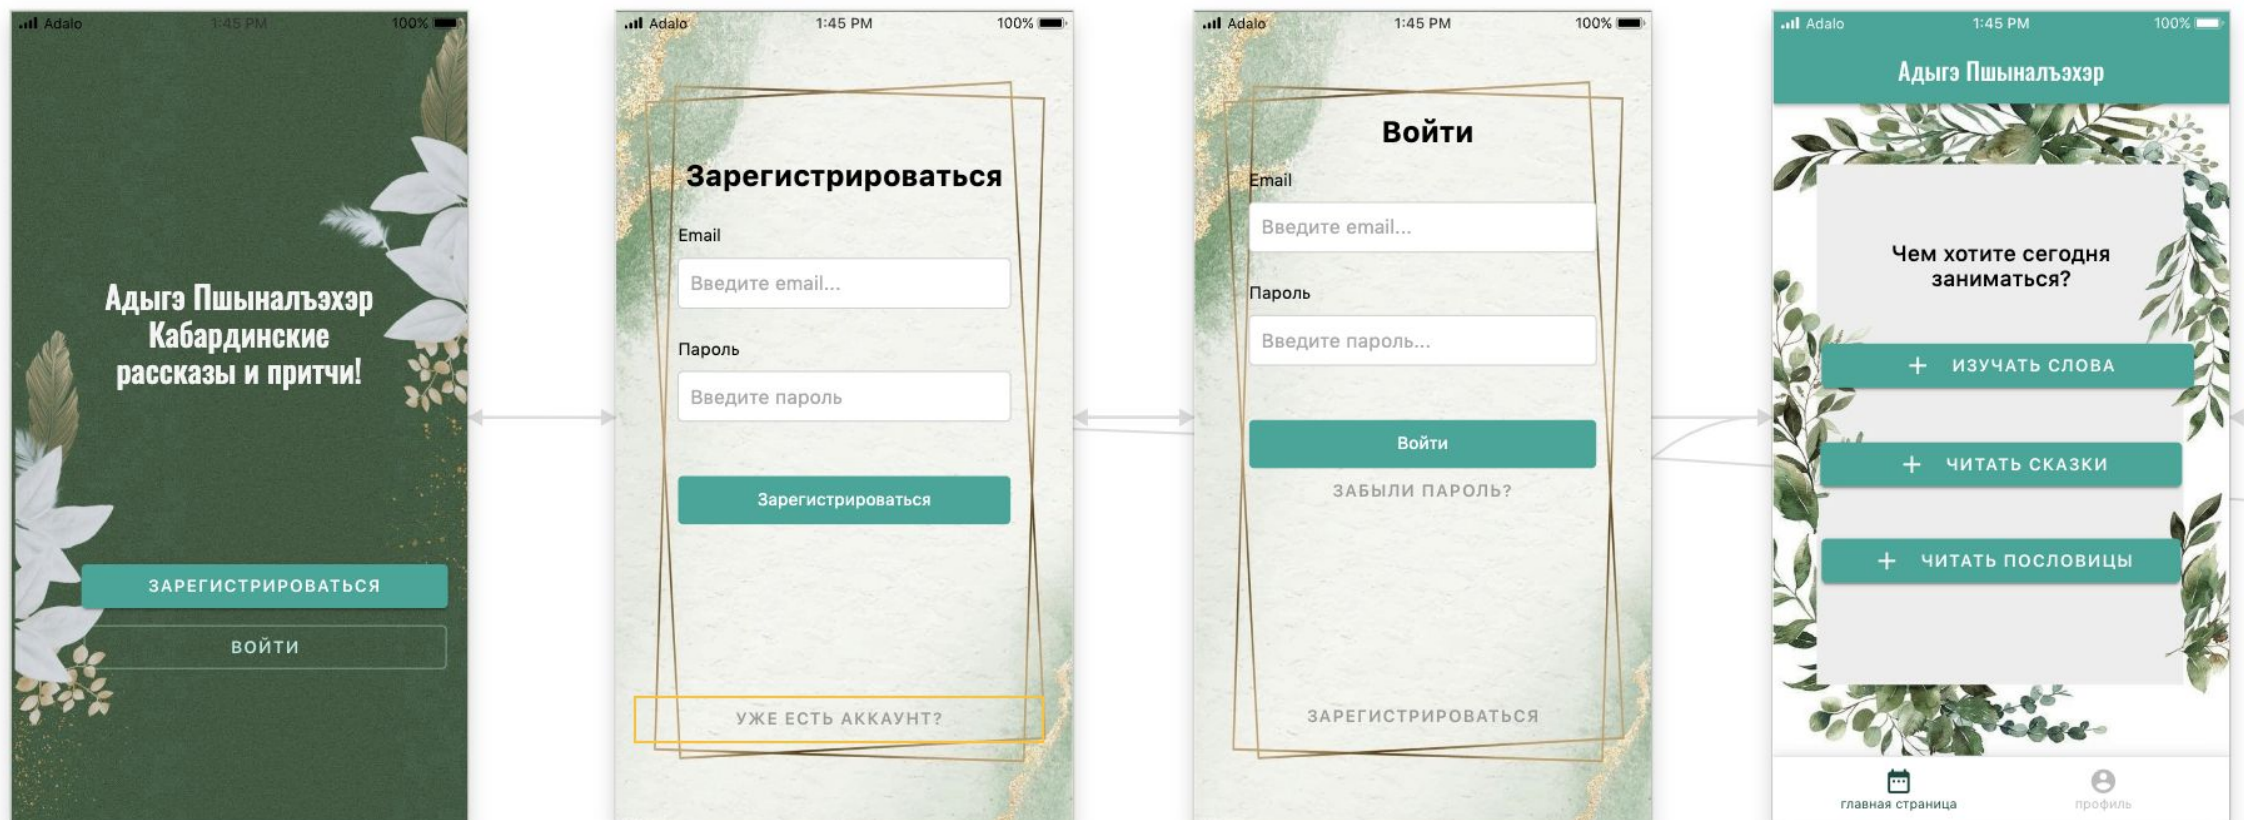 Adalo 1:45 PM 100%
Адыгэ Пшыналъэхэр
Кабардинские
рассказы и притчи!
ЗАРЕГИСТРИРОВАТЬСЯ
ВОЙТИ
Adalo 1:45 PM 100%
Зарегистрироваться
Email
Введите email...
Пароль
Введите пароль
Зарегистрироваться
УЖЕ ЕСТЬ АККАУНТ?
Adalo 1:45 PM 100%
Войти
Email
Введите email...
Пароль
Введите пароль...
Войти
ЗАБЫЛИ ПАРОЛЬ?
ЗАРЕГИСТРИРОВАТЬСЯ
Adalo 1:45 PM 100%
Адыгэ Пшыналъэхэр
Чем хотите сегодня
заниматься?
+ ИЗУЧАТЬ СЛОВА
+ ЧИТАТЬ СКАЗКИ
+ ЧИТАТЬ ПОСЛОВИЦЫ
главная страница
профиль